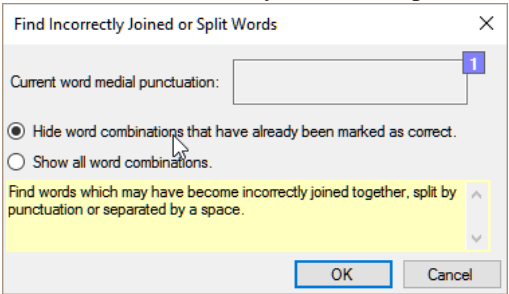 Find Incorrectly Joined or Split Words
1
Current word medial punctuation:
Hide word combinations that have already been marked as correct.
Show all word combinations.
Find words which may have become incorrectly joined together, split by
punctuation or separated by a space.
OK Cancel